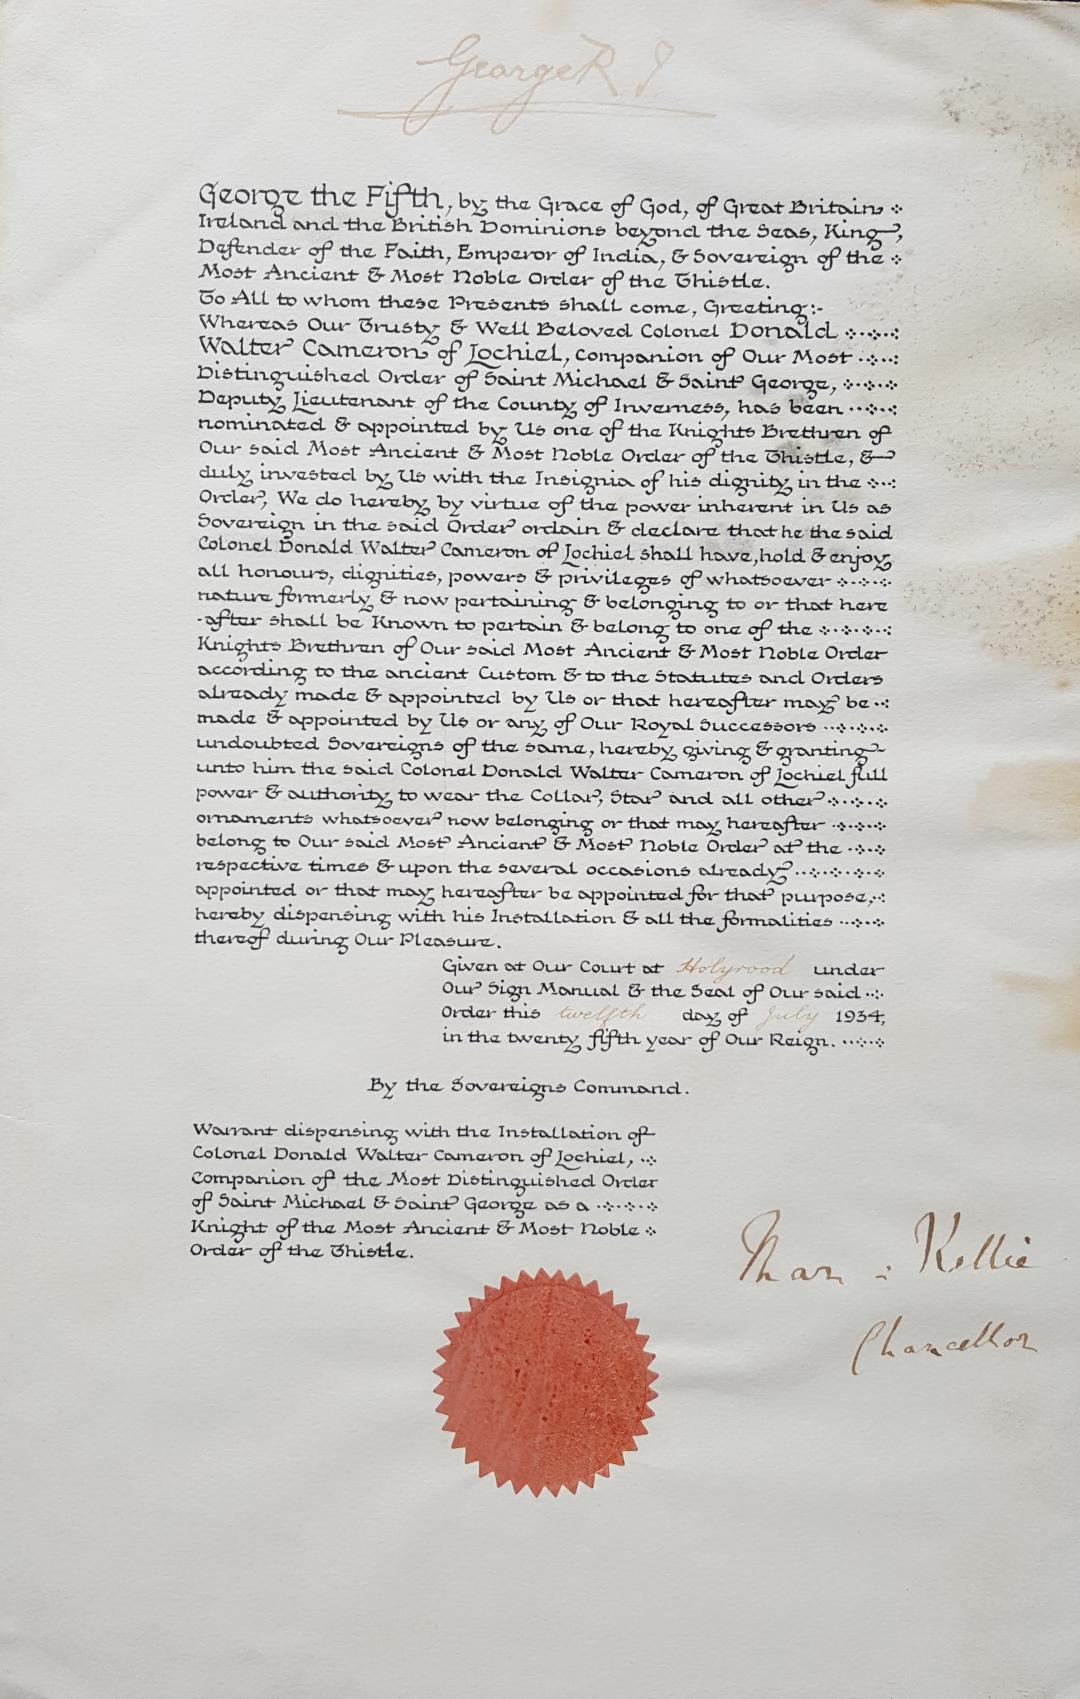 George R. I.
George the Fifth, by the Grace of God, of Great Britain
Ireland and the British Dominions beyond the Seas, King,
Defender of the Faith, Emperor of India, & Sovereign of the
Most Ancient & Most Noble Order of the Thistle.
To All to whom these Presents shall come, Greeting:-
Whereas Our Trusty & Well Beloved Colonel Donald
Walter Cameron of Lochiel, Companion of Our Most
Distinguished Order of Saint Michael & Saint George,
Deputy Lieutenant of the County of Inverness, has been
nominated & appointed by Us one of the Knights Brethren of
Our said Most Ancient & Most Noble Order of the Thistle, &
duly invested by Us with the Insignia of his dignity in the
Order, We do hereby by virtue of the power inherent in Us as
Sovereign in the said Order ordain & declare that he the said
Colonel Donald Walter Cameron of Lochiel shall have, hold & enjoy
all honours, dignities, powers & privileges of whatsoever
nature formerly & now pertaining & belonging to or that here
-after shall be Known to pertain & belong to one of the
Knights Brethren of Our said Most Ancient & Most Noble Order
according to the ancient Custom & to the Statutes and Orders
already made & appointed by Us or that hereafter may be
made & appointed by Us or any of Our Royal Successors
undoubted Sovereigns of the same, hereby giving & granting
unto him the said Colonel Donald Walter Cameron of Lochiel full
power & authority to wear the Collar, Star and all other
ornaments whatsoever now belonging or that may hereafter
belong to Our said Most Ancient & Most Noble Order at the
respective times & upon the several occasions already
appointed or that may hereafter be appointed for that purpose,
hereby dispensing with his Installation & all the formalities
thereof during Our Pleasure.
Given at Our Court at Holyrood under
Our Sign Manual & the Seal of Our said
Order this twelfth day of July 1934,
in the twenty fifth year of Our Reign.
By the Sovereigns Command.
Warrant dispensing with the Installation of
Colonel Donald Walter Cameron of Lochiel,
Companion of the Most Distinguished Order
of Saint Michael & Saint George as a
Knight of the Most Ancient & Most Noble
Order of the Thistle.
Mar & Kellie
Chancellor